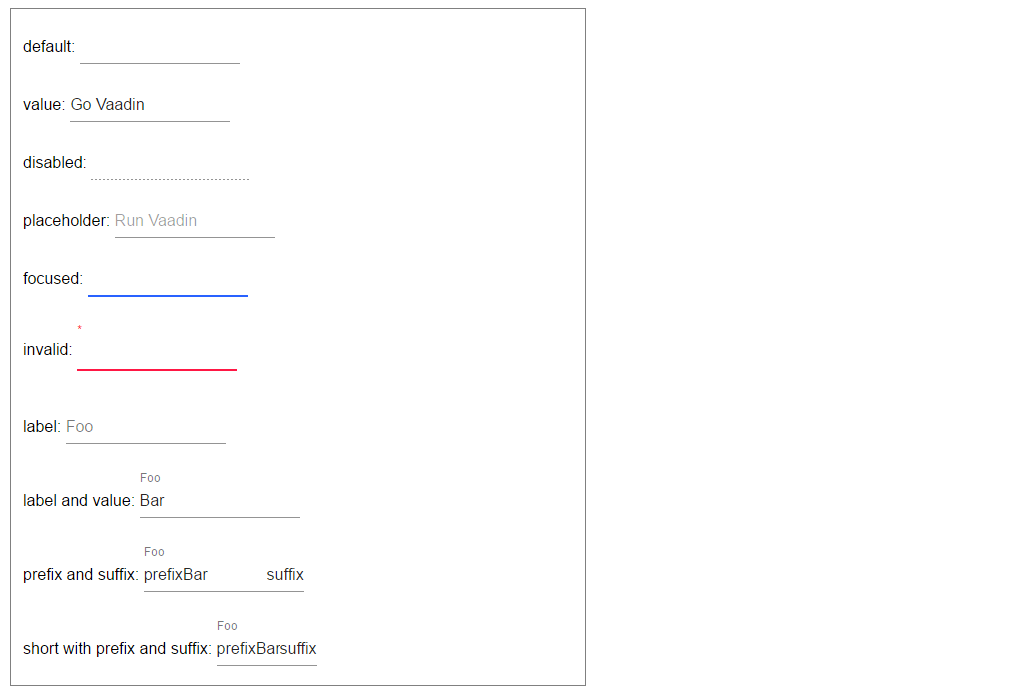 default:
value: Go Vaadin
disabled:
placeholder: Run Vaadin
focused:
*
invalid:
label: Foo
Foo
label and value: Bar
Foo
prefix and suffix: prefixBar suffix
Foo
short with prefix and suffix: prefixBarsuffix